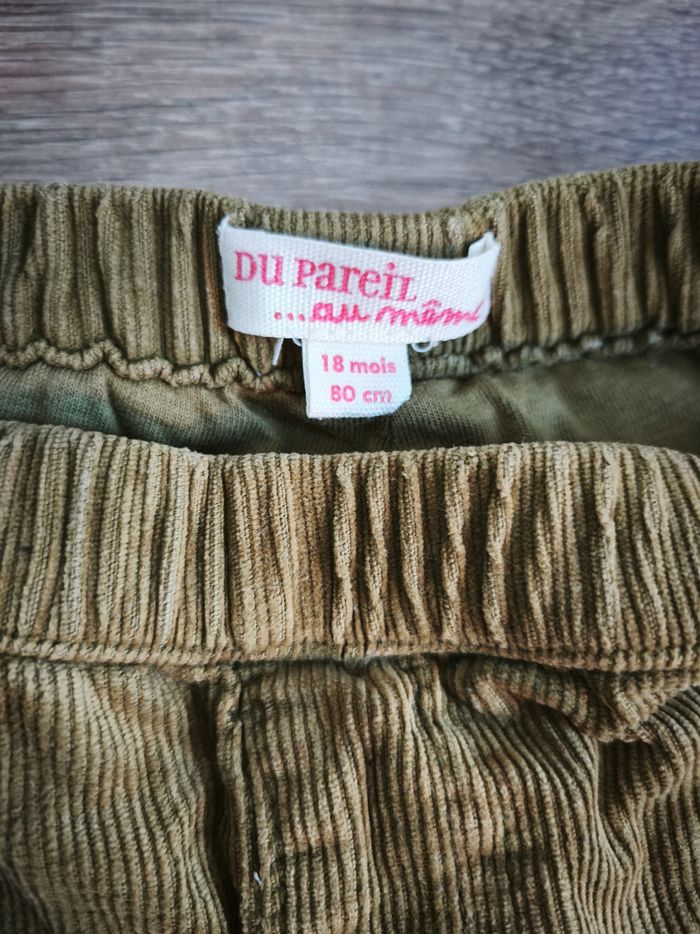 DU PareiL
...au même
18 mois
80 cm